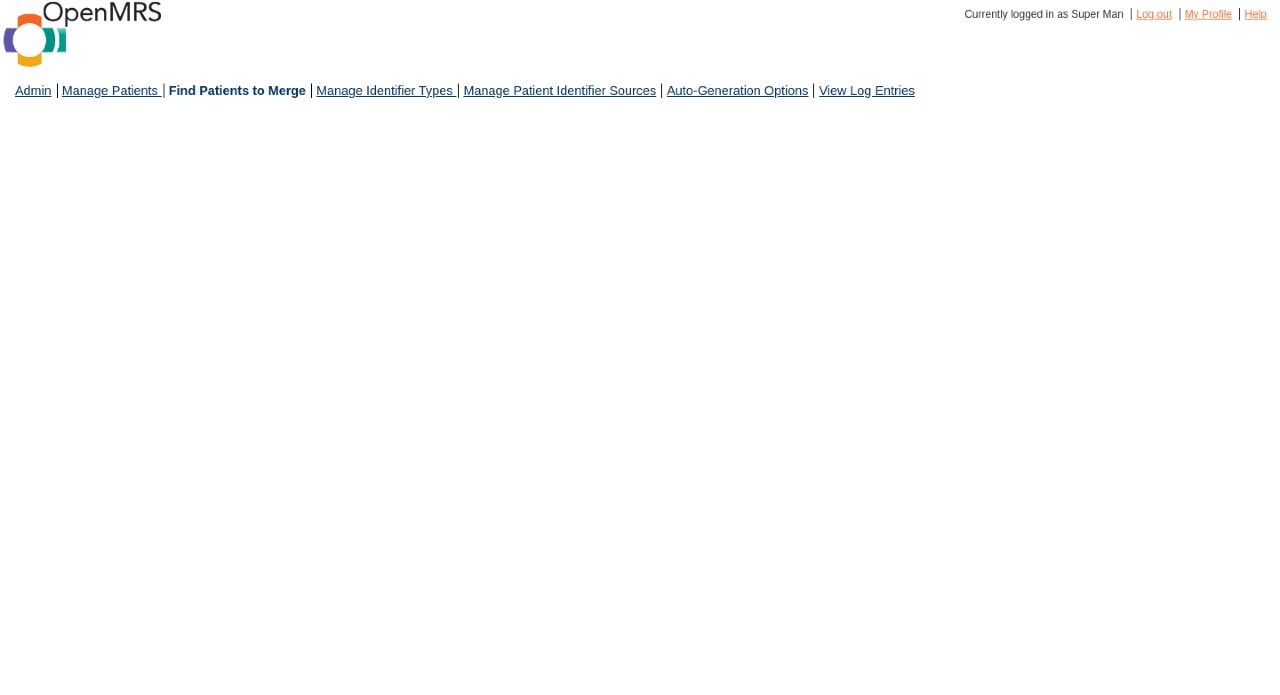 OpenMRS
Currently logged in as Super Man | Log out | My Profile | Help
Admin | Manage Patients | Find Patients to Merge | Manage Identifier Types | Manage Patient Identifier Sources | Auto-Generation Options | View Log Entries